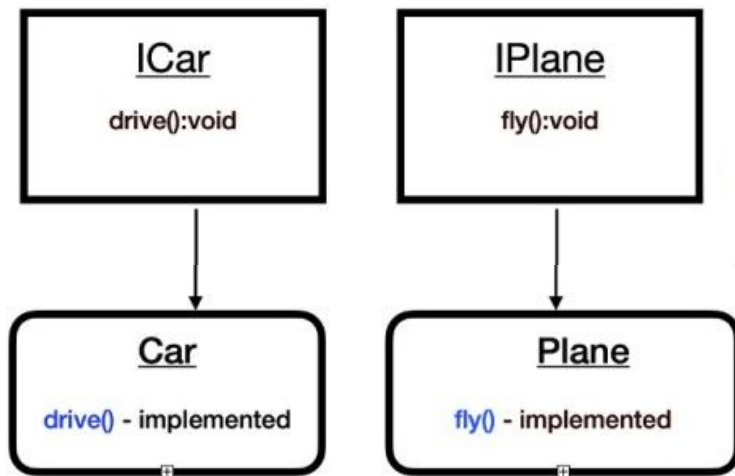 ICar
drive():void
IPlane
fly():void
Car
drive() - implemented
Plane
fly() - implemented